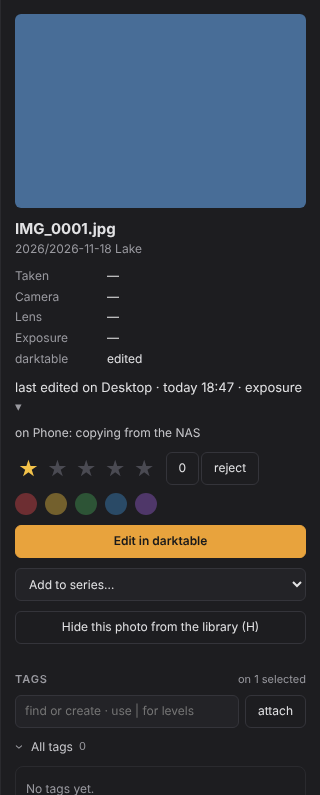 IMG_0001.jpg
2026/2026-11-18 Lake
Taken —
Camera —
Lens —
Exposure —
darktable edited
last edited on Desktop · today 18:47 · exposure
▾
on Phone: copying from the NAS
★ ★ ★ ★ ★ 0 reject
Edit in darktable
Add to series...
Hide this photo from the library (H)
TAGS on 1 selected
find or create · use | for levels attach
All tags 0
No tags yet.